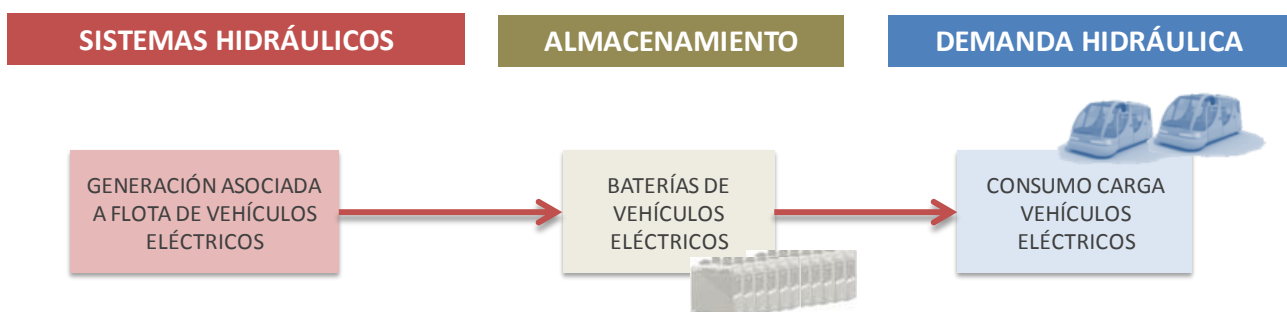 SISTEMAS HIDRÁULICOS
ALMACENAMIENTO
DEMANDA HIDRÁULICA
GENERACIÓN ASOCIADA
A FLOTA DE VEHÍCULOS
ELÉCTRICOS
BATERÍAS DE
VEHÍCULOS
ELÉCTRICOS
CONSUMO CARGA
VEHÍCULOS
ELÉCTRICOS